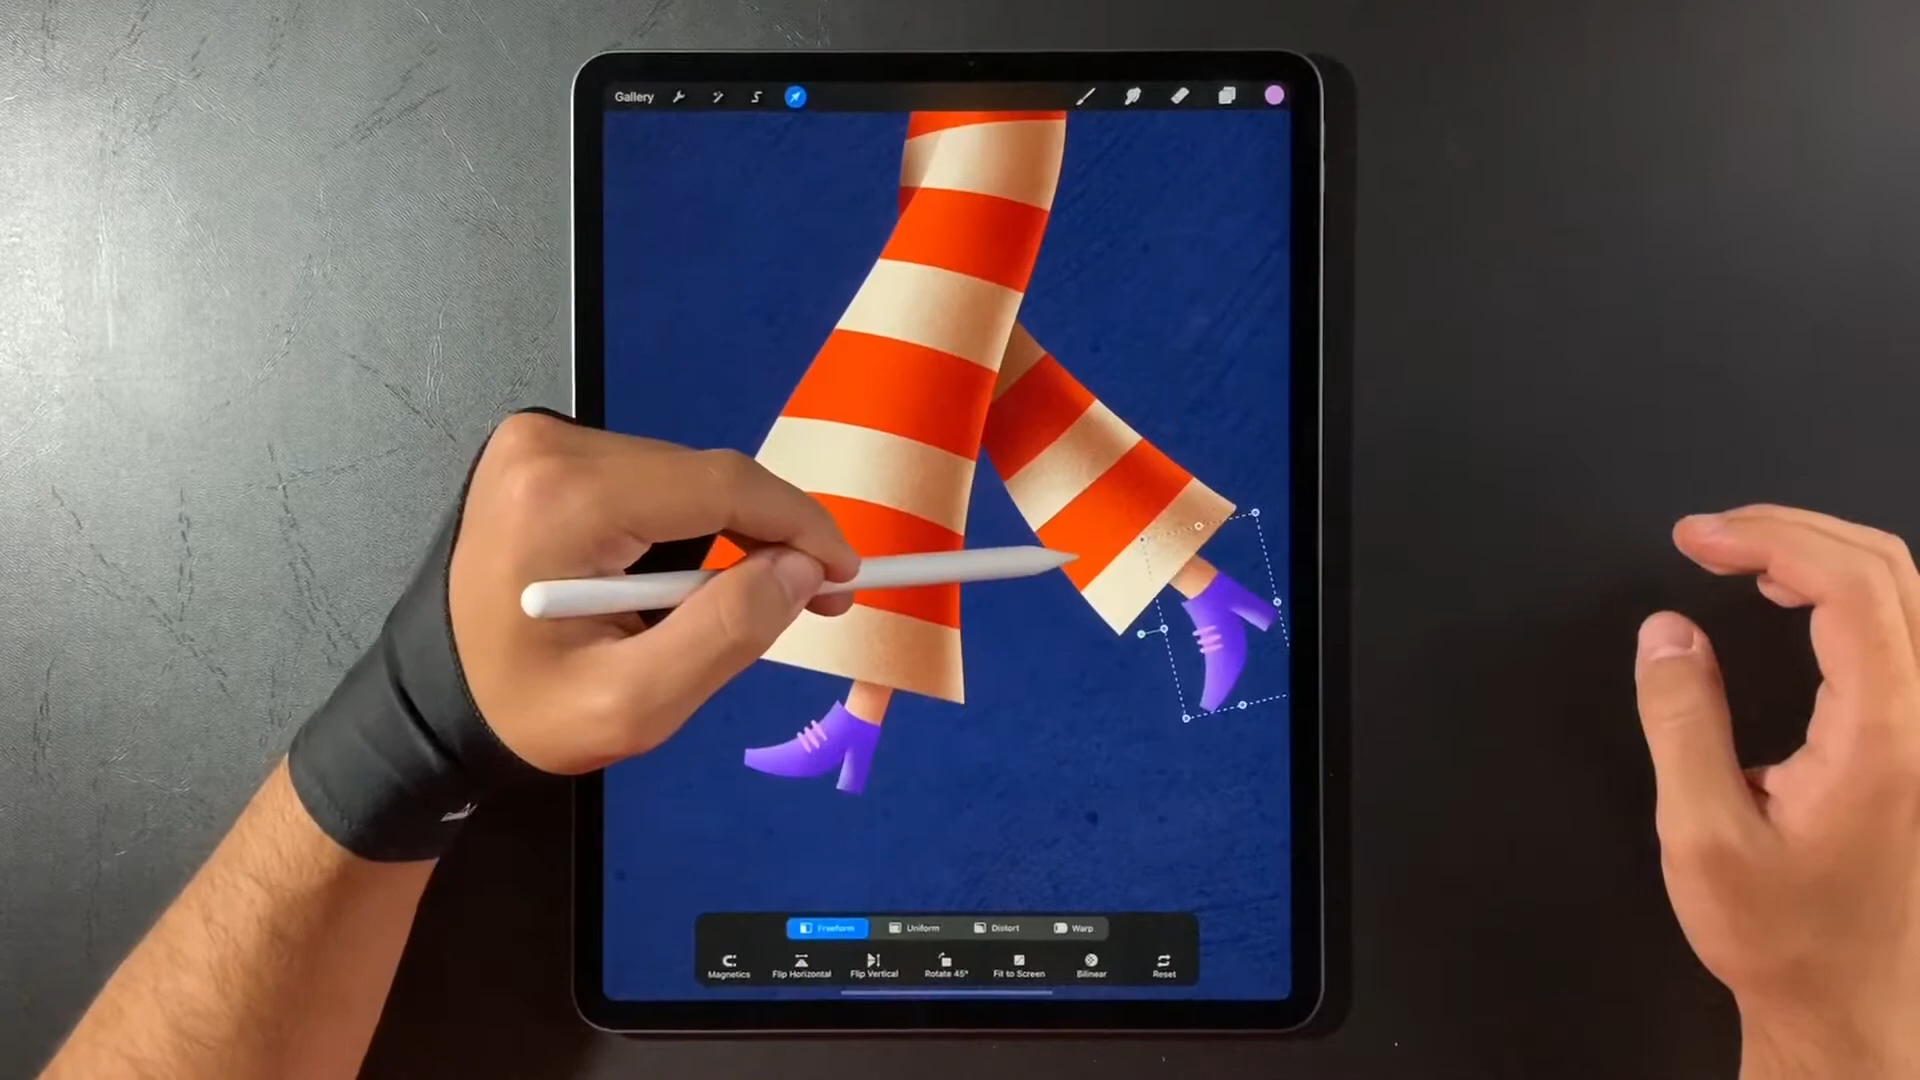 Gallery
Freeform Uniform Distort Warp
Magnetics Flip Horizontal Flip Vertical Rotate 45° Fit to Screen Bilinear Reset